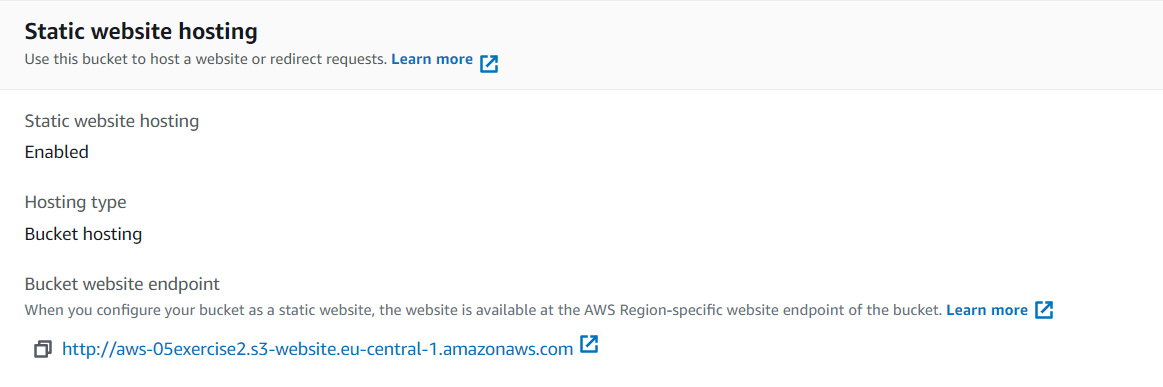 Static website hosting
Use this bucket to host a website or redirect requests. Learn more
Static website hosting
Enabled
Hosting type
Bucket hosting
Bucket website endpoint
When you configure your bucket as a static website, the website is available at the AWS Region-specific website endpoint of the bucket. Learn more
http://aws-05exercise2.s3-website.eu-central-1.amazonaws.com